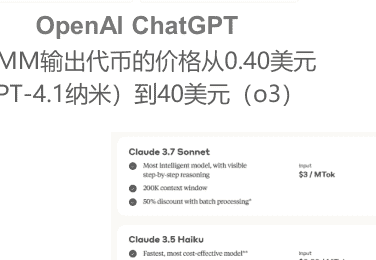 OpenAI ChatGPT
MM输出代币的价格从0.40美元
PT-4.1纳米）到40美元（o3）
Claude 3.7 Sonnet
Most intelligent model, with visible
step-by-step reasoning
Input
$3 / MTok
200K context window
50% discount with batch processing*
Claude 3.5 Haiku
Fastest, most cost-effective model**
Input